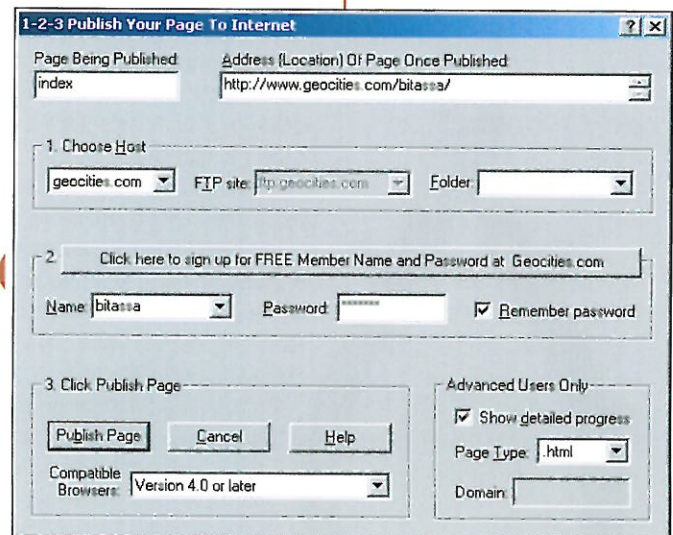 1-2-3 Publish Your Page To Internet
Page Being Published:
Address (Location) Of Page Once Published:
index
http://www.geocities.com/bitassa/
1. Choose Host
geocities.com
FTP site:
ftp.geocities.com
Folder:
2.
Click here to sign up for FREE Member Name and Password at Geocities.com
Name:
bitassa
Password:
*******
Remember password
3. Click Publish Page
Publish Page
Cancel
Help
Compatible
Browsers:
Version 4.0 or later
Advanced Users Only
Show detailed progress
Page Type:
.html
Domain: